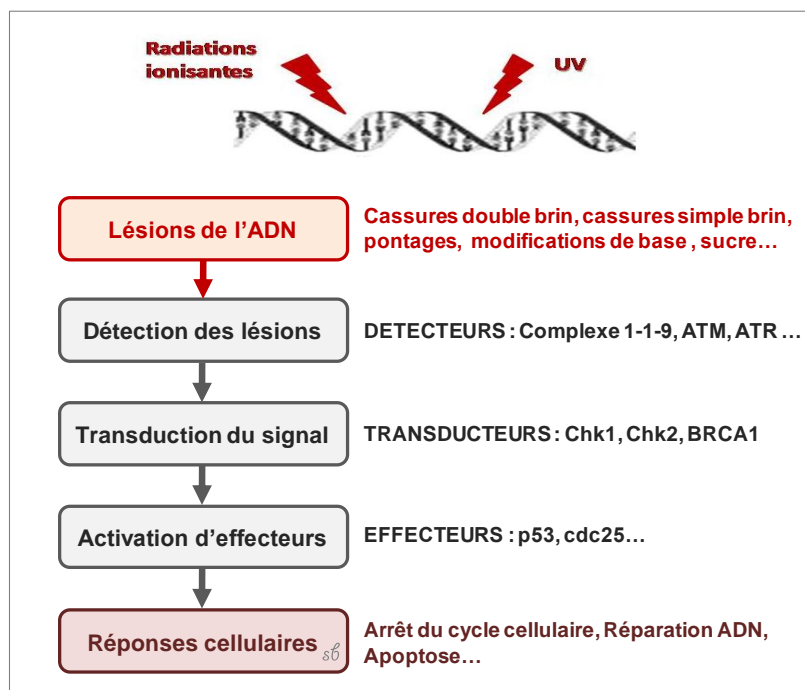 Radiations
ionisantes
UV
Lésions de l’ADN
Cassures double brin, cassures simple brin,
pontages, modifications de base , sucre…
Détection des lésions
DETECTEURS : Complexe 1-1-9, ATM, ATR …
Transduction du signal
TRANSDUCTEURS : Chk1, Chk2, BRCA1
Activation d’effecteurs
EFFECTEURS : p53, cdc25…
Réponses cellulaires
sb
Arrêt du cycle cellulaire, Réparation ADN,
Apoptose…